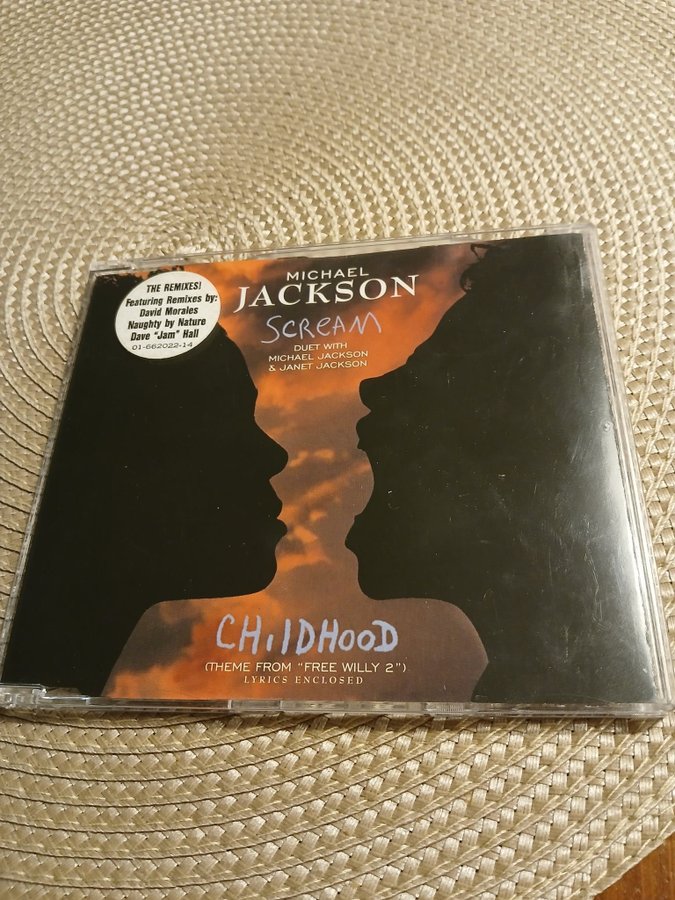 THE REMIXES!
Featuring Remixes by:
David Morales
Naughty by Nature
Dave "Jam" Hall
01-662022-14
MICHAEL
JACKSON
SCREAM
DUET WITH
MICHAEL JACKSON
& JANET JACKSON
CHilDHOOD
(THEME FROM "FREE WILLY 2")
LYRICS ENCLOSED